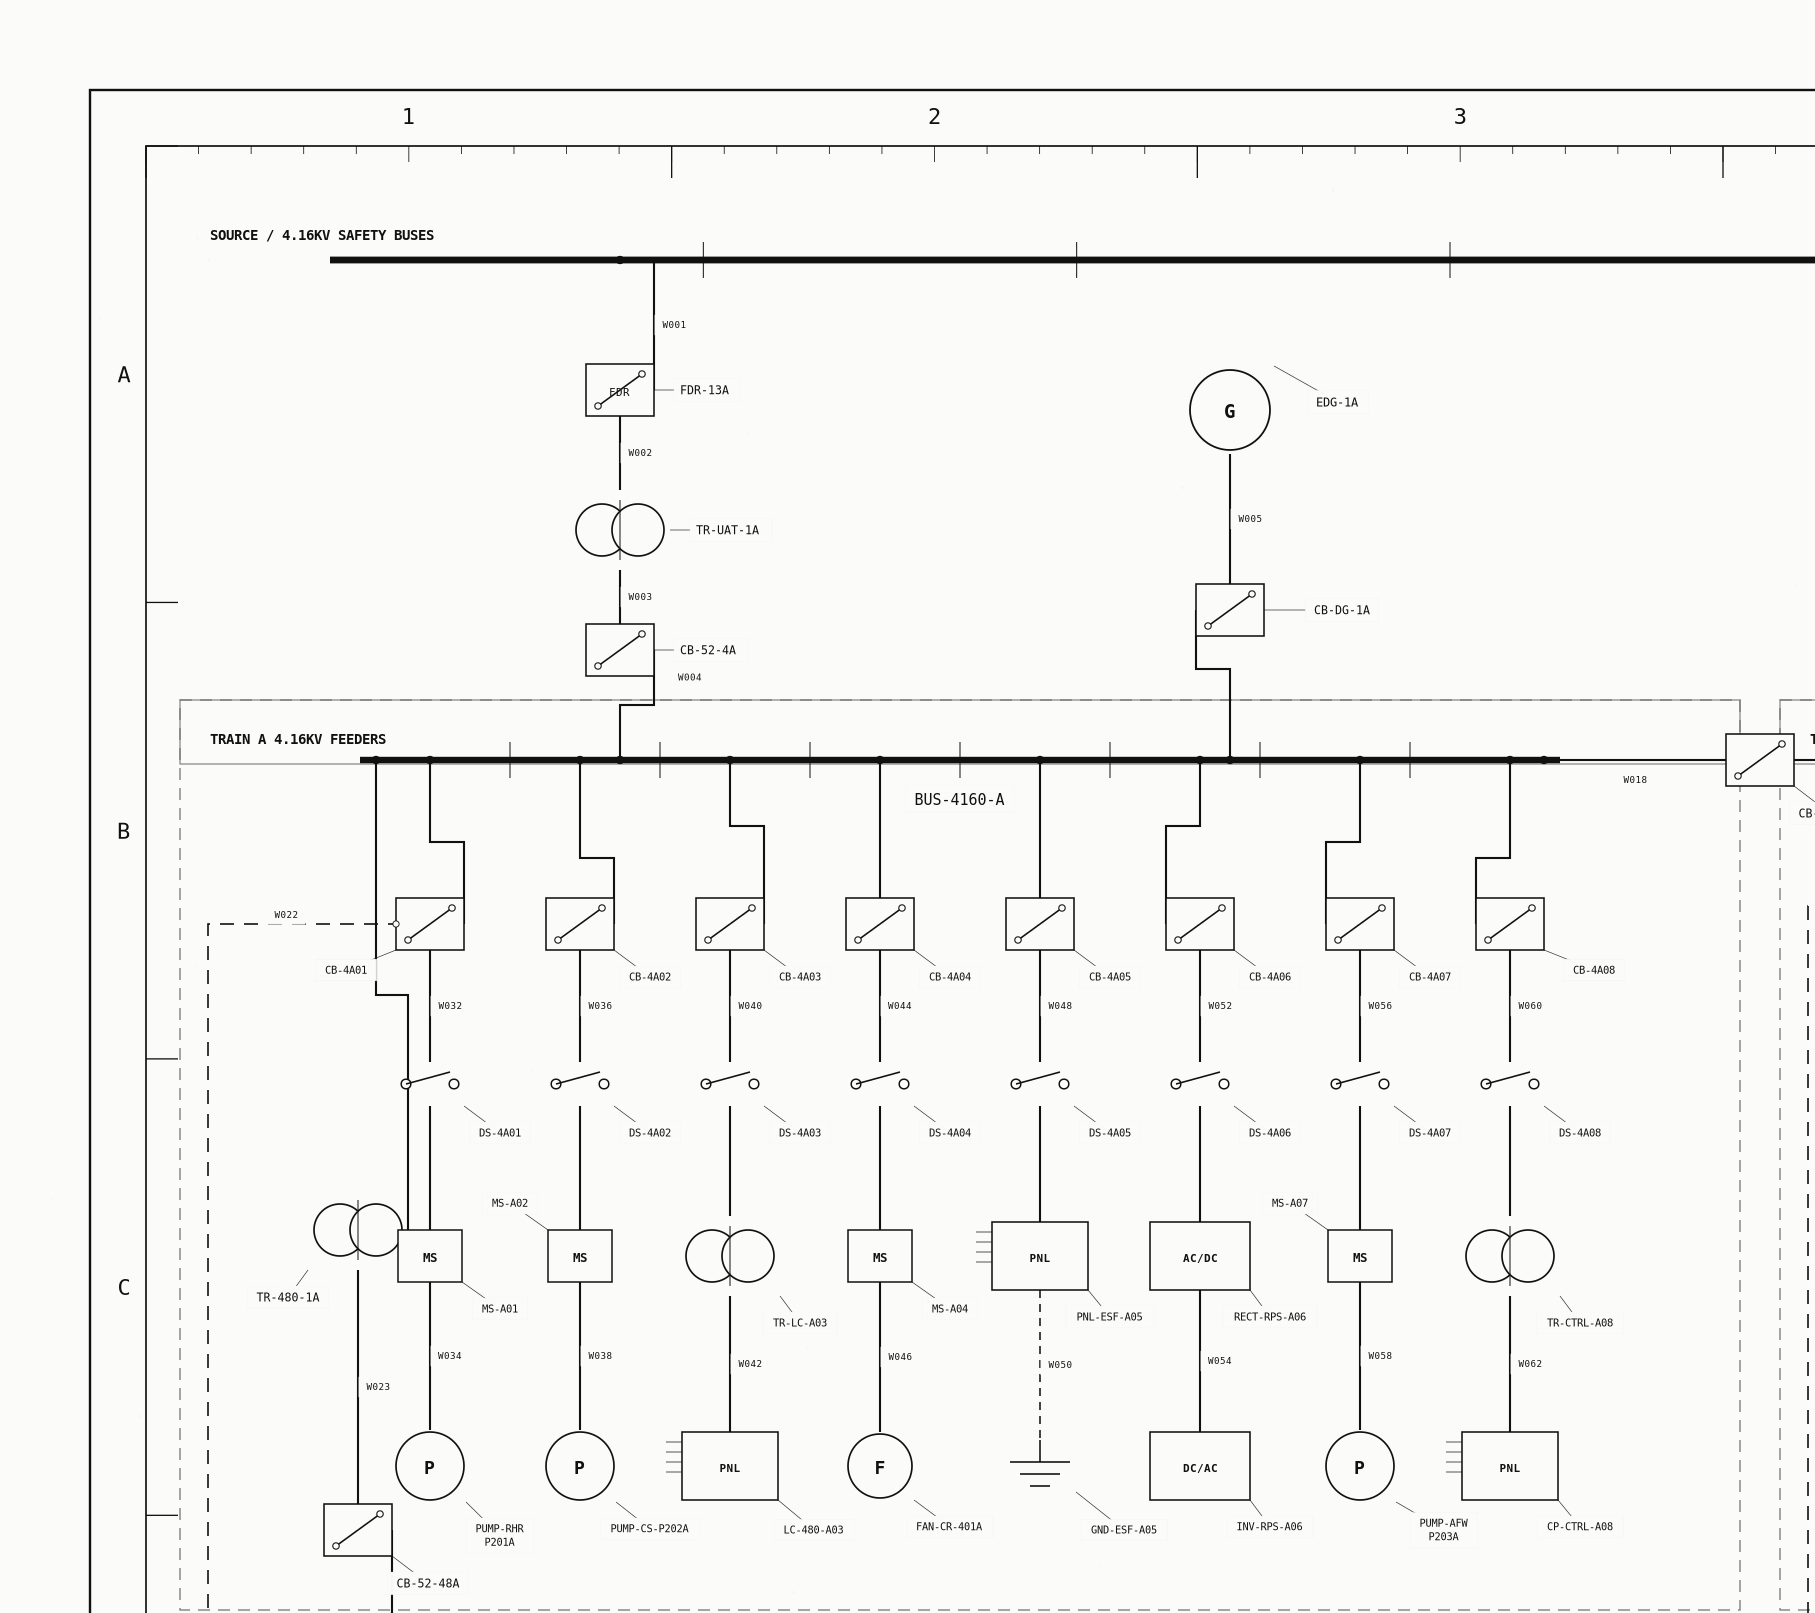 1 2 3
SOURCE / 4.16KV SAFETY BUSES
W001
A
FDR
FDR-13A
EDG-1A
G
W002
W005
TR-UAT-1A
W003
CB-DG-1A
CB-52-4A
W004
TRAIN A 4.16KV FEEDERS
T
W018
BUS-4160-A
CB-
B
W022
CB-4A01 CB-4A02 CB-4A03 CB-4A04 CB-4A05 CB-4A06 CB-4A07 CB-4A08
W032 W036 W040 W044 W048 W052 W056 W060
DS-4A01 DS-4A02 DS-4A03 DS-4A04 DS-4A05 DS-4A06 DS-4A07 DS-4A08
MS-A02 MS-A07
MS MS MS PNL AC/DC MS
C
TR-480-1A
MS-A01 TR-LC-A03 MS-A04 PNL-ESF-A05 RECT-RPS-A06 TR-CTRL-A08
W034 W038 W042 W046 W050 W054 W058 W062
W023
P P PNL F DC/AC P PNL
PUMP-RHR
P201A
PUMP-CS-P202A
LC-480-A03
FAN-CR-401A
GND-ESF-A05
INV-RPS-A06
PUMP-AFW
P203A
CP-CTRL-A08
CB-52-48A